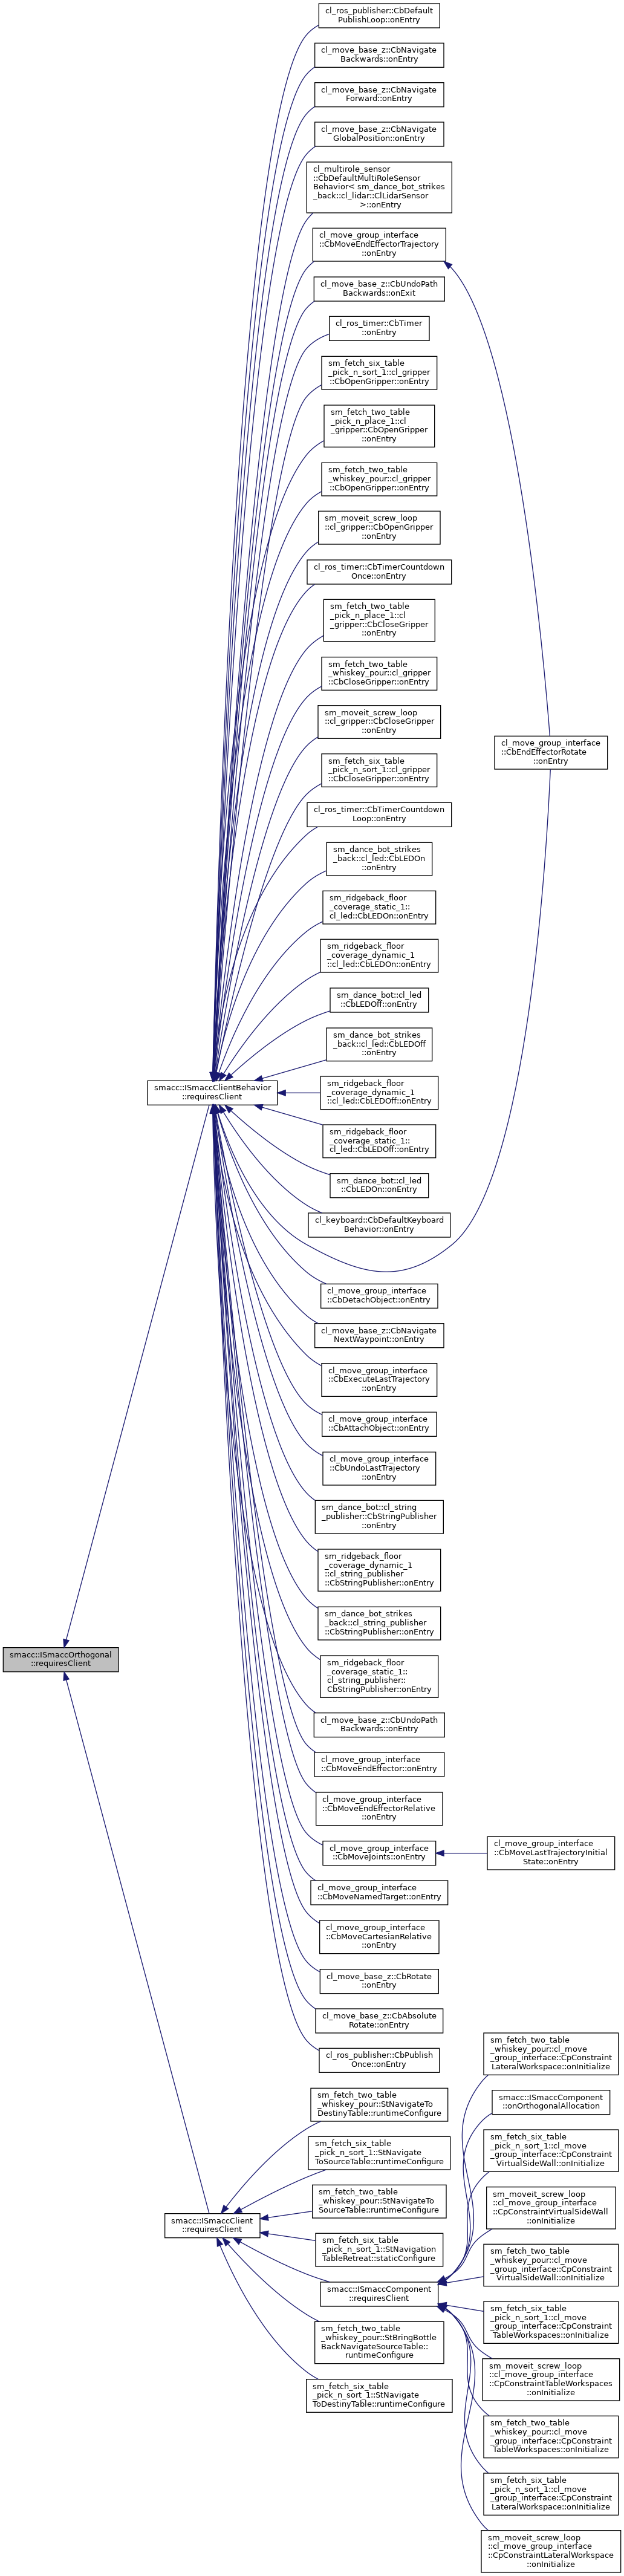 cl_ros_publisher::CbDefault
PublishLoop::onEntry
cl_move_base_z::CbNavigate
Backwards::onEntry
cl_move_base_z::CbNavigate
Forward::onEntry
cl_move_base_z::CbNavigate
GlobalPosition::onEntry
cl_multirole_sensor
::CbDefaultMultiRoleSensor
Behavior< sm_dance_bot_strikes
_back::cl_lidar::ClLidarSensor
>::onEntry
cl_move_group_interface
::CbMoveEndEffectorTrajectory
::onEntry
cl_move_base_z::CbUndoPath
Backwards::onExit
cl_ros_timer::CbTimer
::onEntry
sm_fetch_six_table
_pick_n_sort_1::cl_gripper
::CbOpenGripper::onEntry
sm_fetch_two_table
_pick_n_place_1::cl
_gripper::CbOpenGripper
::onEntry
sm_fetch_two_table
_whiskey_pour::cl_gripper
::CbOpenGripper::onEntry
sm_moveit_screw_loop
::cl_gripper::CbOpenGripper
::onEntry
cl_ros_timer::CbTimerCountdown
Once::onEntry
sm_fetch_two_table
_pick_n_place_1::cl
_gripper::CbCloseGripper
::onEntry
sm_fetch_two_table
_whiskey_pour::cl_gripper
::CbCloseGripper::onEntry
sm_moveit_screw_loop
::cl_gripper::CbCloseGripper
::onEntry
cl_move_group_interface
::CbEndEffectorRotate
::onEntry
sm_fetch_six_table
_pick_n_sort_1::cl_gripper
::CbCloseGripper::onEntry
cl_ros_timer::CbTimerCountdown
Loop::onEntry
sm_dance_bot_strikes
_back::cl_led::CbLEDOn
::onEntry
sm_ridgeback_floor
_coverage_static_1::
cl_led::CbLEDOn::onEntry
sm_ridgeback_floor
_coverage_dynamic_1
::cl_led::CbLEDOn::onEntry
sm_dance_bot::cl_led
::CbLEDOff::onEntry
sm_dance_bot_strikes
_back::cl_led::CbLEDOff
::onEntry
smacc::ISmaccClientBehavior
::requiresClient
sm_ridgeback_floor
_coverage_dynamic_1
::cl_led::CbLEDOff::onEntry
sm_ridgeback_floor
_coverage_static_1::
cl_led::CbLEDOff::onEntry
sm_dance_bot::cl_led
::CbLEDOn::onEntry
cl_keyboard::CbDefaultKeyboard
Behavior::onEntry
cl_move_group_interface
::CbDetachObject::onEntry
cl_move_base_z::CbNavigate
NextWaypoint::onEntry
cl_move_group_interface
::CbExecuteLastTrajectory
::onEntry
cl_move_group_interface
::CbAttachObject::onEntry
cl_move_group_interface
::CbUndoLastTrajectory
::onEntry
sm_dance_bot::cl_string
_publisher::CbStringPublisher
::onEntry
sm_ridgeback_floor
_coverage_dynamic_1
::cl_string_publisher
::CbStringPublisher::onEntry
sm_dance_bot_strikes
_back::cl_string_publisher
::CbStringPublisher::onEntry
smacc::ISmaccOrthogonal
::requiresClient
sm_ridgeback_floor
_coverage_static_1::
cl_string_publisher::
CbStringPublisher::onEntry
cl_move_base_z::CbUndoPath
Backwards::onEntry
cl_move_group_interface
::CbMoveEndEffector::onEntry
cl_move_group_interface
::CbMoveEndEffectorRelative
::onEntry
cl_move_group_interface
::CbMoveJoints::onEntry
cl_move_group_interface
::CbMoveLastTrajectoryInitial
State::onEntry
cl_move_group_interface
::CbMoveNamedTarget::onEntry
cl_move_group_interface
::CbMoveCartesianRelative
::onEntry
cl_move_base_z::CbRotate
::onEntry
cl_move_base_z::CbAbsolute
Rotate::onEntry
cl_ros_publisher::CbPublish
Once::onEntry
sm_fetch_two_table
_whiskey_pour::cl_move
_group_interface::CpConstraint
LateralWorkspace::onInitialize
sm_fetch_two_table
_whiskey_pour::StNavigateTo
DestinyTable::runtimeConfigure
smacc::ISmaccComponent
::onOrthogonalAllocation
sm_fetch_six_table
_pick_n_sort_1::StNavigate
ToSourceTable::runtimeConfigure
sm_fetch_six_table
_pick_n_sort_1::cl_move
_group_interface::CpConstraint
VirtualSideWall::onInitialize
sm_fetch_two_table
_whiskey_pour::StNavigateTo
SourceTable::runtimeConfigure
sm_moveit_screw_loop
::cl_move_group_interface
::CpConstraintVirtualSideWall
::onInitialize
smacc::ISmaccClient
::requiresClient
sm_fetch_six_table
_pick_n_sort_1::StNavigation
TableRetreat::staticConfigure
sm_fetch_two_table
_whiskey_pour::cl_move
_group_interface::CpConstraint
VirtualSideWall::onInitialize
smacc::ISmaccComponent
::requiresClient
sm_fetch_six_table
_pick_n_sort_1::cl_move
_group_interface::CpConstraint
TableWorkspaces::onInitialize
sm_fetch_two_table
_whiskey_pour::StBringBottle
BackNavigateSourceTable::
runtimeConfigure
sm_moveit_screw_loop
::cl_move_group_interface
::CpConstraintTableWorkspaces
::onInitialize
sm_fetch_six_table
_pick_n_sort_1::StNavigate
ToDestinyTable::runtimeConfigure
sm_fetch_two_table
_whiskey_pour::cl_move
_group_interface::CpConstraint
TableWorkspaces::onInitialize
sm_fetch_six_table
_pick_n_sort_1::cl_move
_group_interface::CpConstraint
LateralWorkspace::onInitialize
sm_moveit_screw_loop
::cl_move_group_interface
::CpConstraintLateralWorkspace
::onInitialize